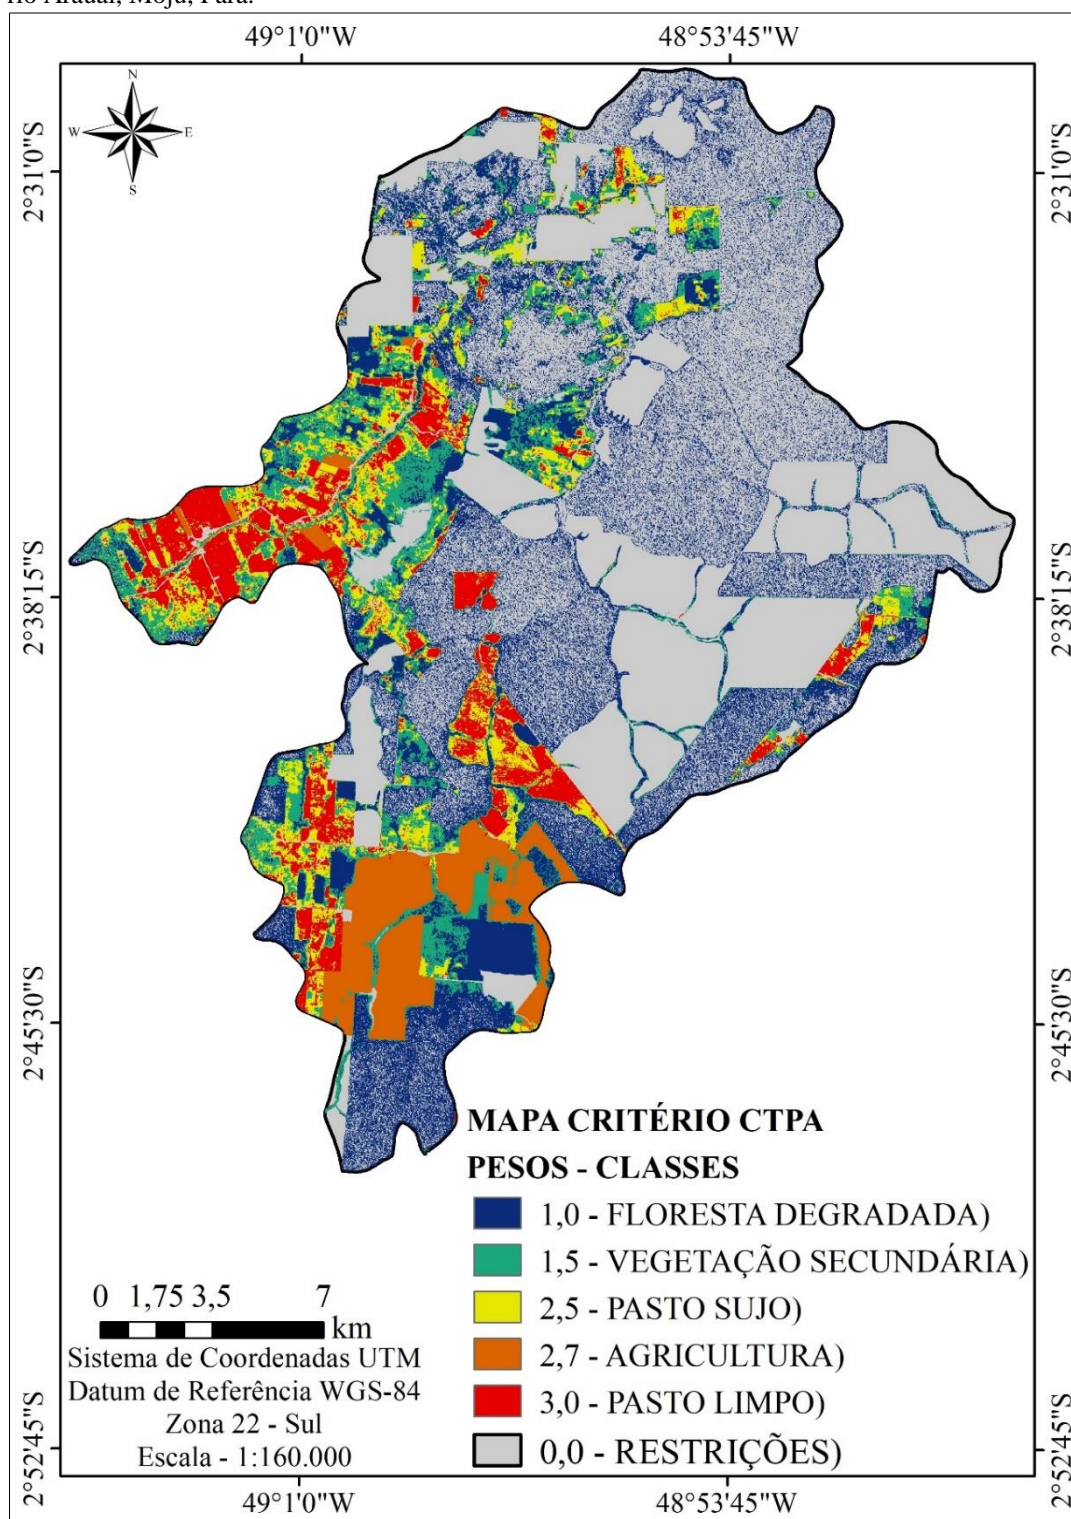 rio Arauaí, Moju, Pará.
49°1'0"W
48°53'45"W
N
W
E
S
2°31'0"S
2°31'0"S
2°38'15"S
2°38'15"S
2°45'30"S
2°45'30"S
MAPA CRITÉRIO CTPA
PESOS - CLASSES
1,0 - FLORESTA DEGRADADA)
1,5 - VEGETAÇÃO SECUNDÁRIA)
2,5 - PASTO SUJO)
2,7 - AGRICULTURA)
3,0 - PASTO LIMPO)
0,0 - RESTRIÇÕES)
0 1,75 3,5 7
km
Sistema de Coordenadas UTM
Datum de Referência WGS-84
Zona 22 - Sul
Escala - 1:160.000
2°52'45"S
2°52'45"S
49°1'0"W
48°53'45"W